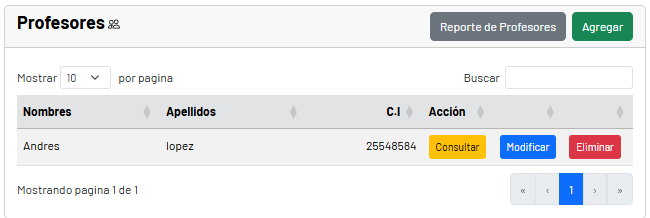 Profesores
Reporte de Profesores Agregar
Mostrar 10 por pagina Buscar
Nombres Apellidos C.I Acción
Andres lopez 25548584 Consultar Modificar Eliminar
Mostrando pagina 1 de 1 « ‹ 1 › »